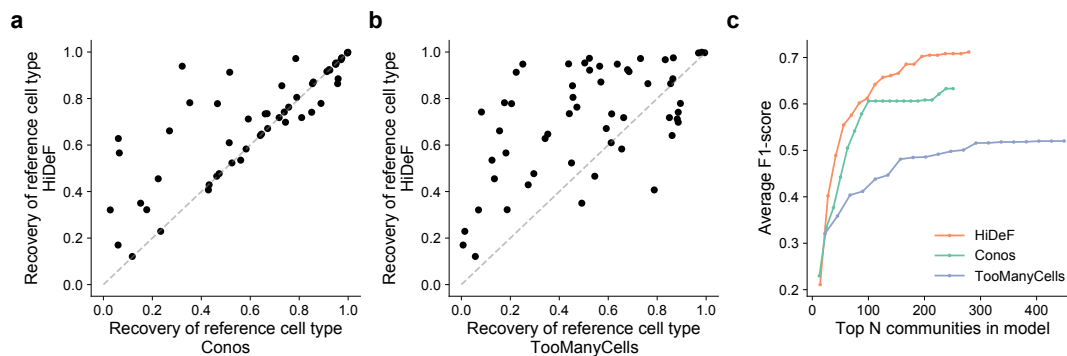 a
Recovery of reference cell type
HiDeF
1.0
0.8
0.6
0.4
0.2
0.0
0.0 0.2 0.4 0.6 0.8 1.0
Recovery of reference cell type
Conos
b
Recovery of reference cell type
HiDeF
1.0
0.8
0.6
0.4
0.2
0.0
0.0 0.2 0.4 0.6 0.8 1.0
Recovery of reference cell type
TooManyCells
c
Average F1-score
0.7
0.6
0.5
0.4
0.3
0.2
HiDeF
Conos
TooManyCells
0 100 200 300 400
Top N communities in model